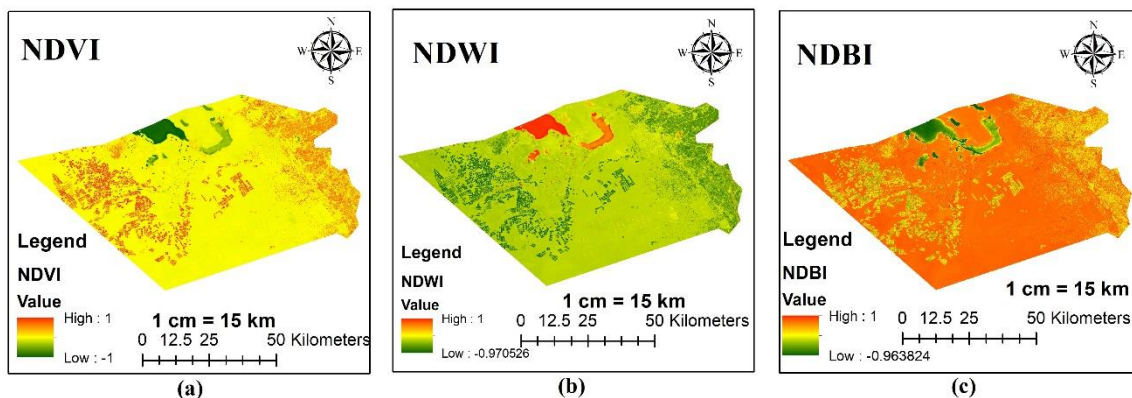 NDVI
N
W E
S
Legend
NDVI
Value
High : 1
Low : -1
1 cm = 15 km
0 12.5 25 50 Kilometers
(a)
NDWI
N
W E
S
Legend
NDWI
Value
High : 1
Low : -0.970526
1 cm = 15 km
0 12.5 25 50 Kilometers
(b)
NDBI
N
W E
S
Legend
NDBI
Value
High : 1
Low : -0.963824
1 cm = 15 km
0 12.5 25 50 Kilometers
(c)